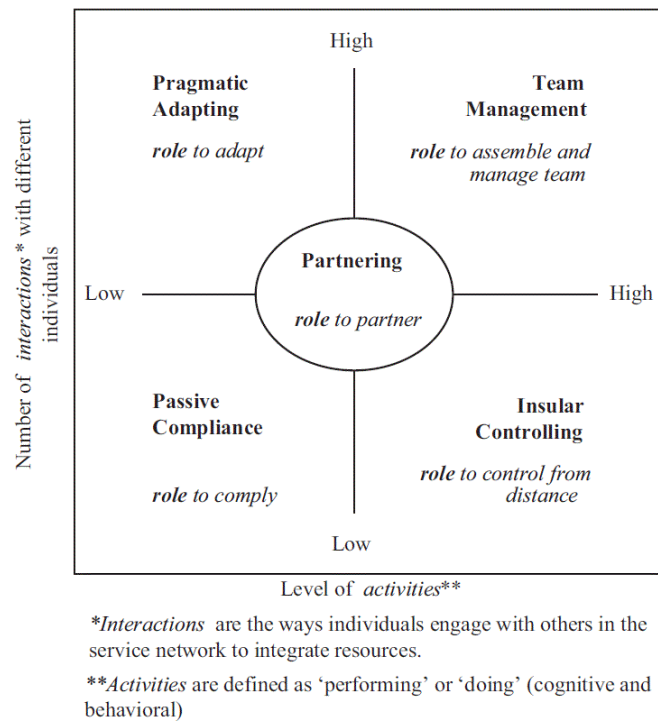 High
Pragmatic
Adapting
role to adapt
Team
Management
role to assemble and
manage team
Number of interactions* with different
individuals
Partnering
role to partner
Low
High
Passive
Compliance
role to comply
Insular
Controlling
role to control from
distance
Low
Level of activities**
*Interactions are the ways individuals engage with others in the
service network to integrate resources.
**Activities are defined as ‘performing’ or ‘doing’ (cognitive and
behavioral)